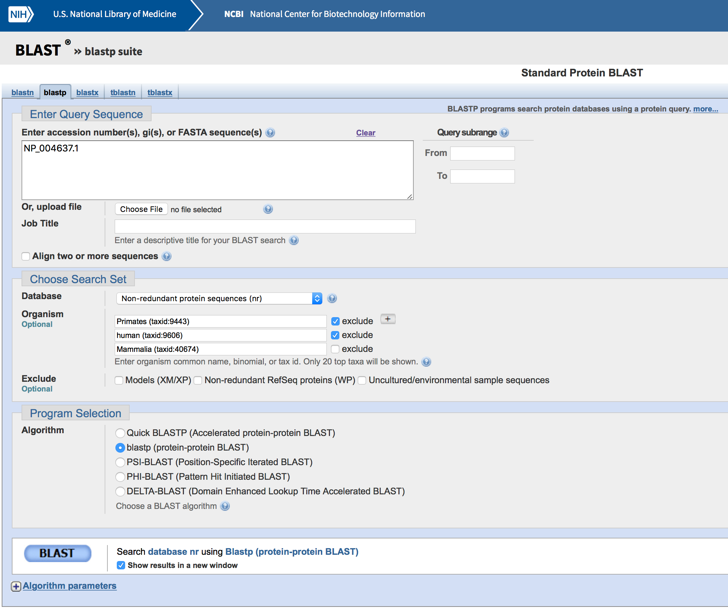 NIH U.S. National Library of Medicine NCBI National Center for Biotechnology Information
BLAST ® » blastp suite
Standard Protein BLAST
blastn blastp blastx tblastn tblastx
Enter Query Sequence
BLASTP programs search protein databases using a protein query. more...
Enter accession number(s), gi(s), or FASTA sequence(s) Clear Query subrange
NP_004637.1
From
To
Or, upload file Choose File no file selected
Job Title
Enter a descriptive title for your BLAST search
Align two or more sequences
Choose Search Set
Database Non-redundant protein sequences (nr)
Organism
Optional
Primates (taxid:9443) exclude +
human (taxid:9606) exclude
Mammalia (taxid:40674) exclude
Enter organism common name, binomial, or tax id. Only 20 top taxa will be shown.
Exclude Models (XM/XP) Non-redundant RefSeq proteins (WP) Uncultured/environmental sample sequences
Optional
Program Selection
Algorithm
Quick BLASTP (Accelerated protein-protein BLAST)
blastp (protein-protein BLAST)
PSI-BLAST (Position-Specific Iterated BLAST)
PHI-BLAST (Pattern Hit Initiated BLAST)
DELTA-BLAST (Domain Enhanced Lookup Time Accelerated BLAST)
Choose a BLAST algorithm
BLAST Search database nr using Blastp (protein-protein BLAST)
Show results in a new window
Algorithm parameters